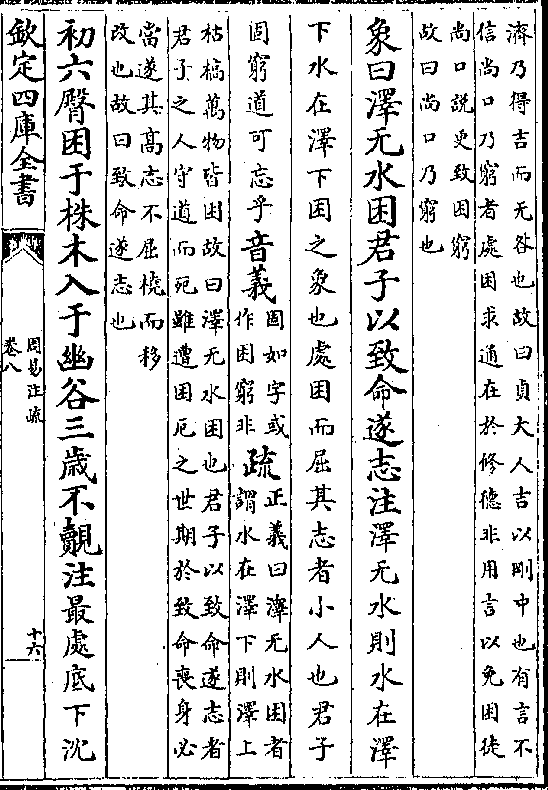 濟乃得吉而无咎也故曰貞大人吉以剛中也有言不
信尚口乃窮者處困求通在於修德非用言以免困徒
尚口說更致困窮
故曰尚口乃窮也
象曰澤无水困君子以致命遂志注澤无水則水在澤
下水在澤下困之象也處困而屈其志者小人也君子
固窮道可忘乎音義
固如字或
作困窮非
疏
正義曰澤无水困者
謂水在澤下則澤上
枯槁萬物皆困故曰澤无水困也君子以致命遂志者
君子之人守道而死雖遭困厄之世期於致命喪身必
當遂其高志不屈撓而移
改也故曰致命遂志也
初六臀困于株木入于幽谷三歲不覿注最處底下沈
欽定四庫全書
周易注疏
卷八
十六